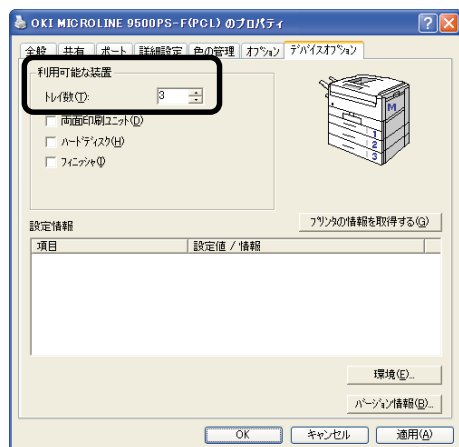 OKI MICROLINE 9500PS-F(PCL) のプロパティ
全般 共有 ポート 詳細設定 色の管理 オプション デバイスオプション
利用可能な装置
トレイ数(T): 3
両面印刷ユニット(D)
ハードディスク(H)
フィニッシャ(I)
M
1
2
3
プリンタの情報を取得する(G)
設定情報
項目 設定値 / 情報
環境(E)...
バージョン情報(B)...
OK キャンセル 適用(A)